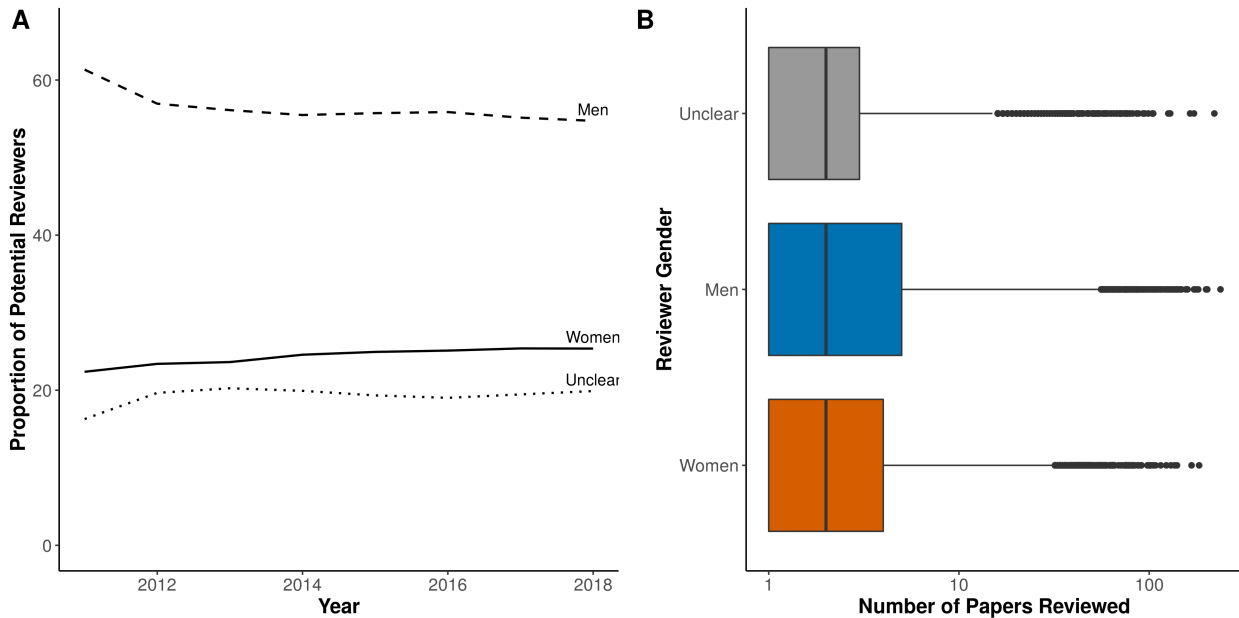 A
Proportion of Potential Reviewers
60
40
20
0
Men
Women
Unclear
2012 2014 2016 2018
Year
B
Reviewer Gender
Unclear
Men
Women
1 10 100
Number of Papers Reviewed